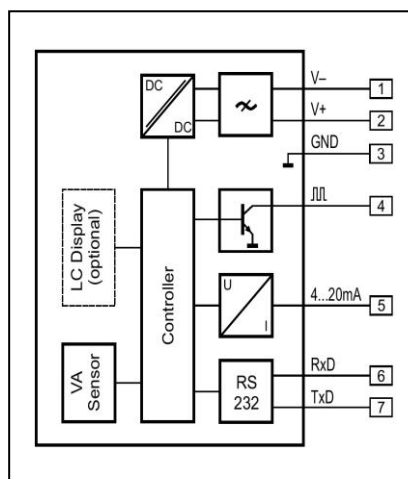 DC
DC
V–
1
V+
2
GND
3
4
LC Display
(optional)
Controller
U
I
4...20mA
5
VA
Sensor
RS
232
RxD
6
TxD
7